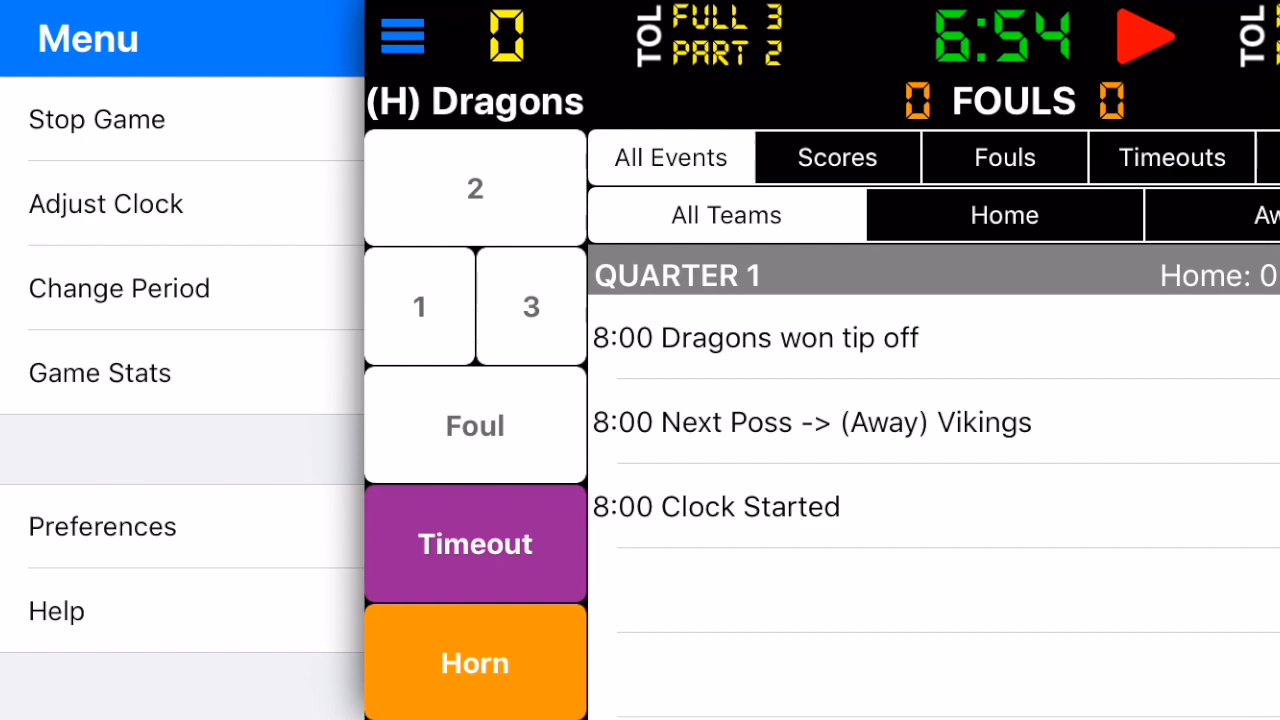 Menu
Stop Game
Adjust Clock
Change Period
Game Stats
Preferences
Help
0
TOL
FULL 3
PART 2
6:54
TOL
(H) Dragons
0 FOULS 0
2
1
3
Foul
Timeout
Horn
All Events
Scores
Fouls
Timeouts
All Teams
Home
Aw
QUARTER 1
Home: 0
8:00 Dragons won tip off
8:00 Next Poss -> (Away) Vikings
8:00 Clock Started